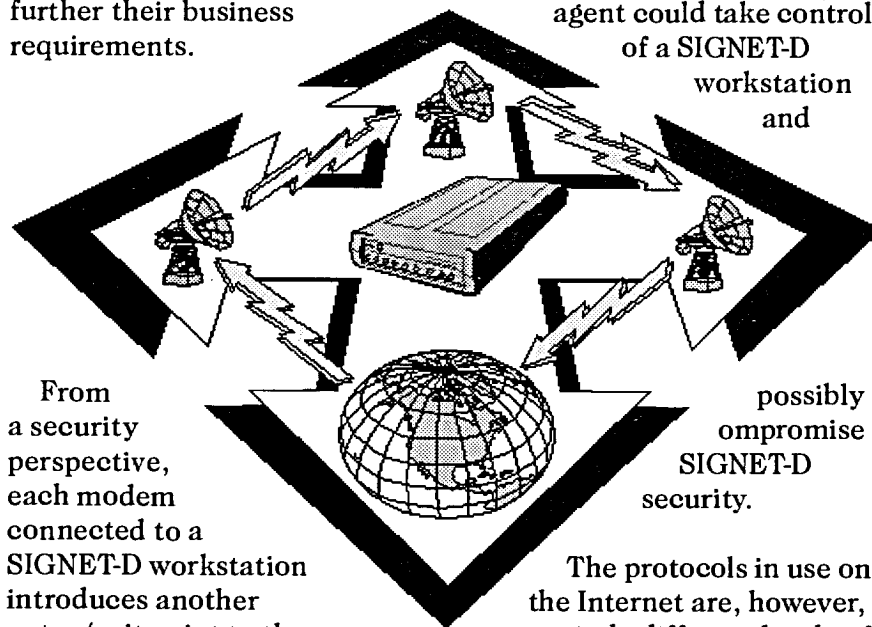 further their business
requirements.
From
a security
perspective,
each modem
connected to a
SIGNET-D workstation
introduces another
agent could take control
of a SIGNET-D
workstation
and
possibly
ompromise
SIGNET-D
security.
The protocols in use on
the Internet are, however,